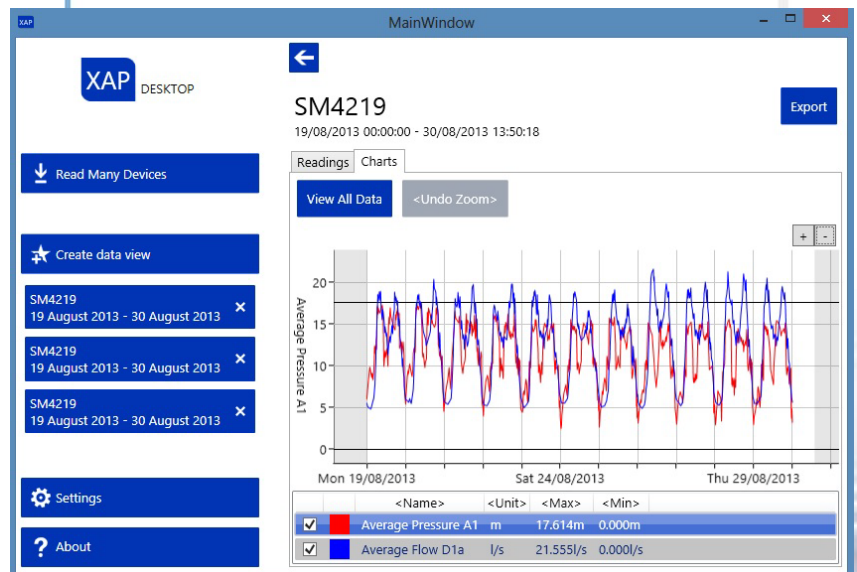 XAP
MainWindow
XAP DESKTOP
Read Many Devices
Create data view
SM4219
19 August 2013 - 30 August 2013
SM4219
19 August 2013 - 30 August 2013
SM4219
19 August 2013 - 30 August 2013
Settings
? About
SM4219
19/08/2013 00:00:00 - 30/08/2013 13:50:18
Export
Readings Charts
View All Data <Undo Zoom>
+ -
Average Pressure A1
20
15
10
5
0
Mon 19/08/2013 Sat 24/08/2013 Thu 29/08/2013
<Name> <Unit> <Max> <Min>
Average Pressure A1 m 17.614m 0.000m
Average Flow D1a l/s 21.555l/s 0.000l/s